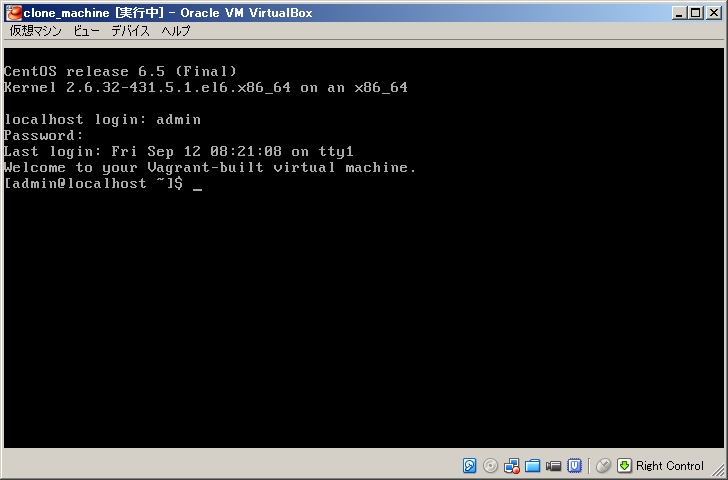 clone_machine [実行中] - Oracle VM VirtualBox
仮想マシン ビュー デバイス ヘルプ
CentOS release 6.5 (Final)
Kernel 2.6.32-431.5.1.el6.x86_64 on an x86_64
localhost login: admin
Password:
Last login: Fri Sep 12 08:21:08 on tty1
Welcome to your Vagrant-built virtual machine.
[admin@localhost ~]$ _
Right Control